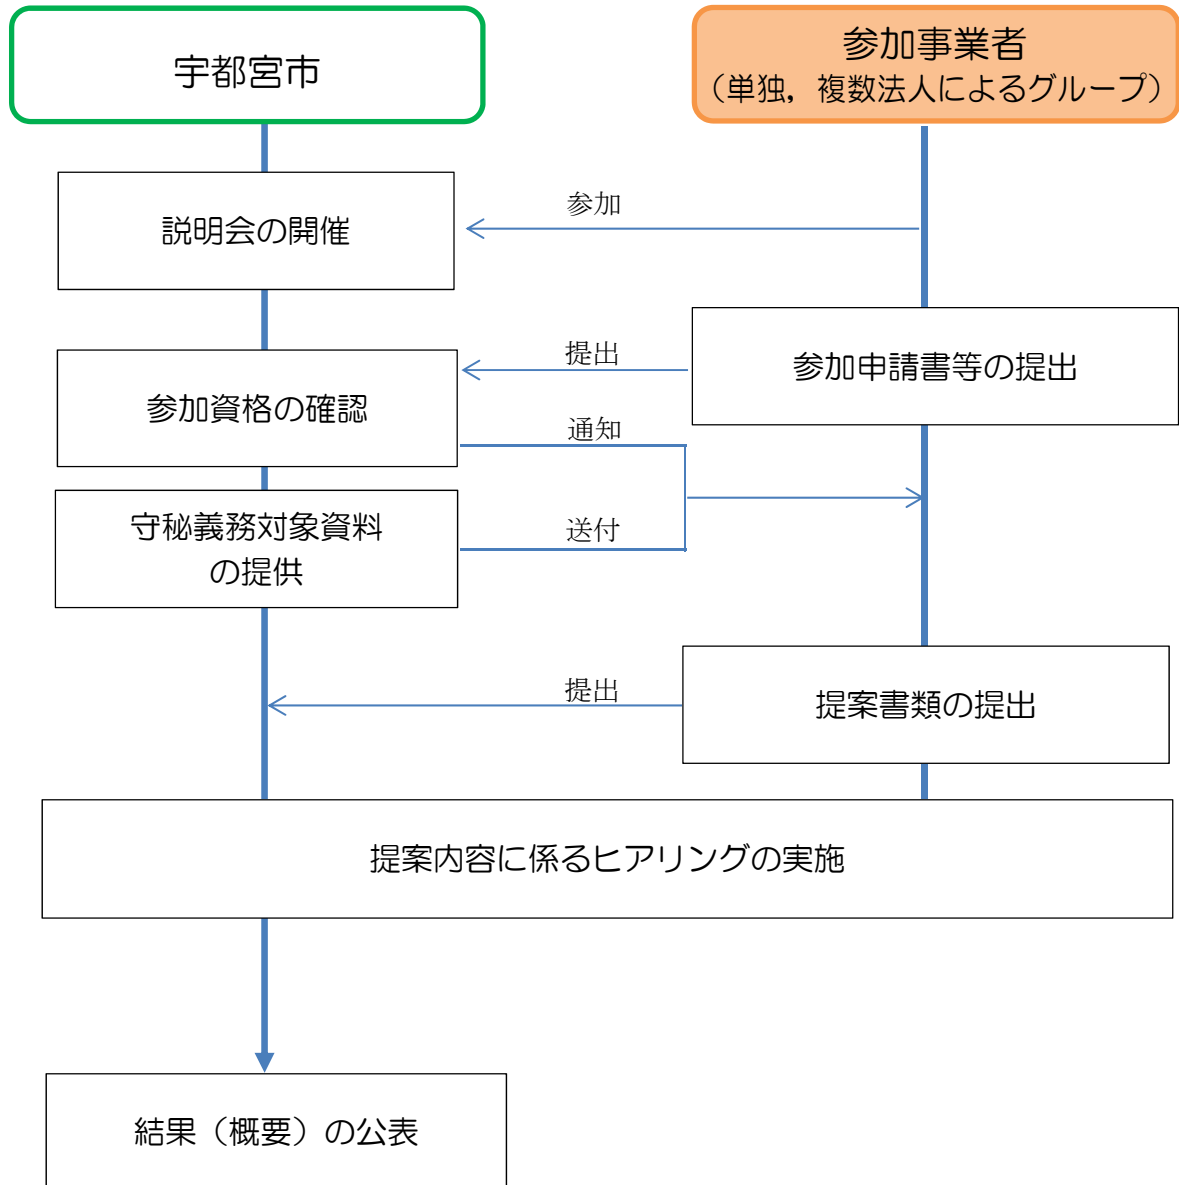 宇都宮市
参加事業者
（単独，複数法人によるグループ）
参加
説明会の開催
提出
参加申請書等の提出
参加資格の確認
通知
守秘義務対象資料
の提供
送付
提出
提案書類の提出
提案内容に係るヒアリングの実施
結果（概要）の公表